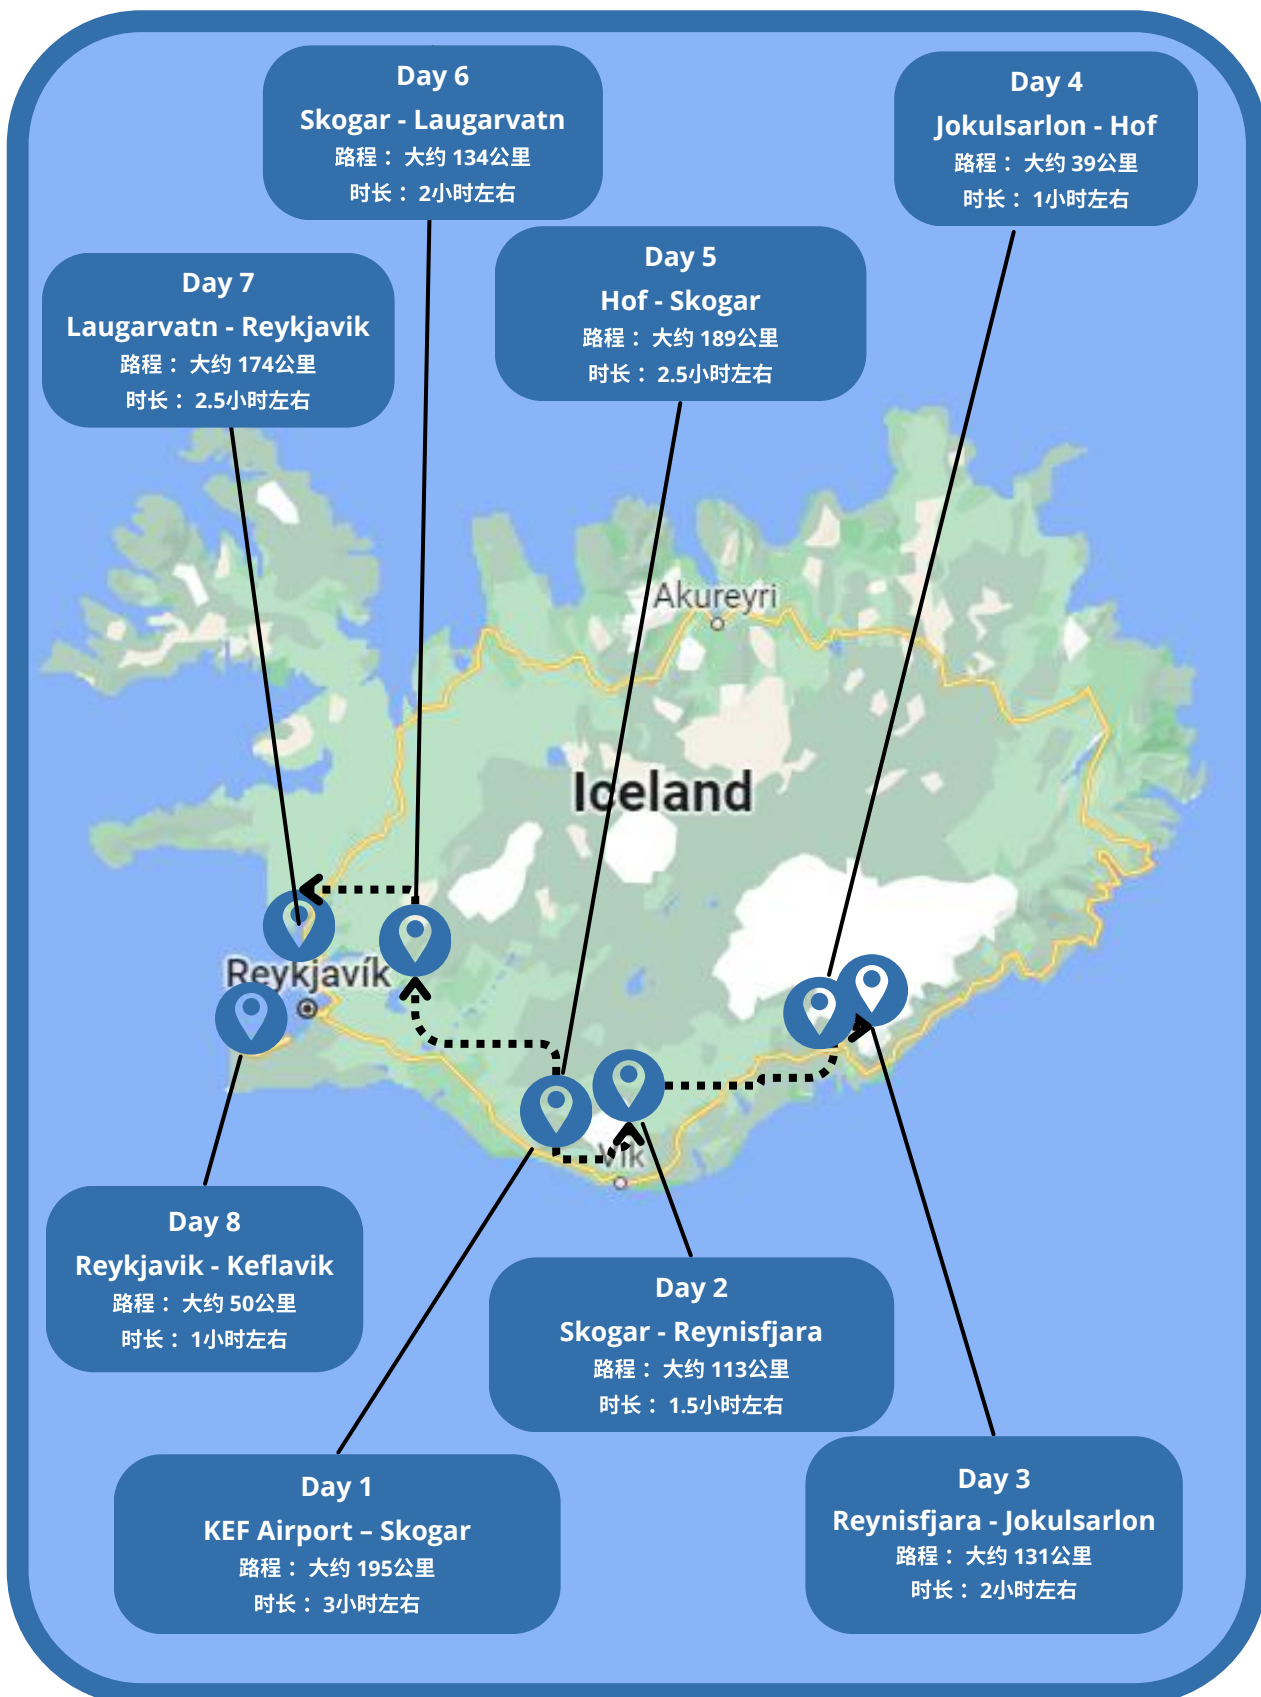 Day 6
Skogar - Laugarvatn
路程： 大约 134公里
时长： 2小时左右
Day 4
Jokulsarlon - Hof
路程： 大约 39公里
时长： 1小时左右
Day 5
Hof - Skogar
路程： 大约 189公里
时长： 2.5小时左右
Day 7
Laugarvatn - Reykjavik
路程： 大约 174公里
时长： 2.5小时左右
Akureyri
Iceland
Reykjavík
Vik
Day 8
Reykjavik - Keflavik
路程： 大约 50公里
时长： 1小时左右
Day 2
Skogar - Reynisfjara
路程： 大约 113公里
时长： 1.5小时左右
Day 1
KEF Airport – Skogar
路程： 大约 195公里
时长： 3小时左右
Day 3
Reynisfjara - Jokulsarlon
路程： 大约 131公里
时长： 2小时左右